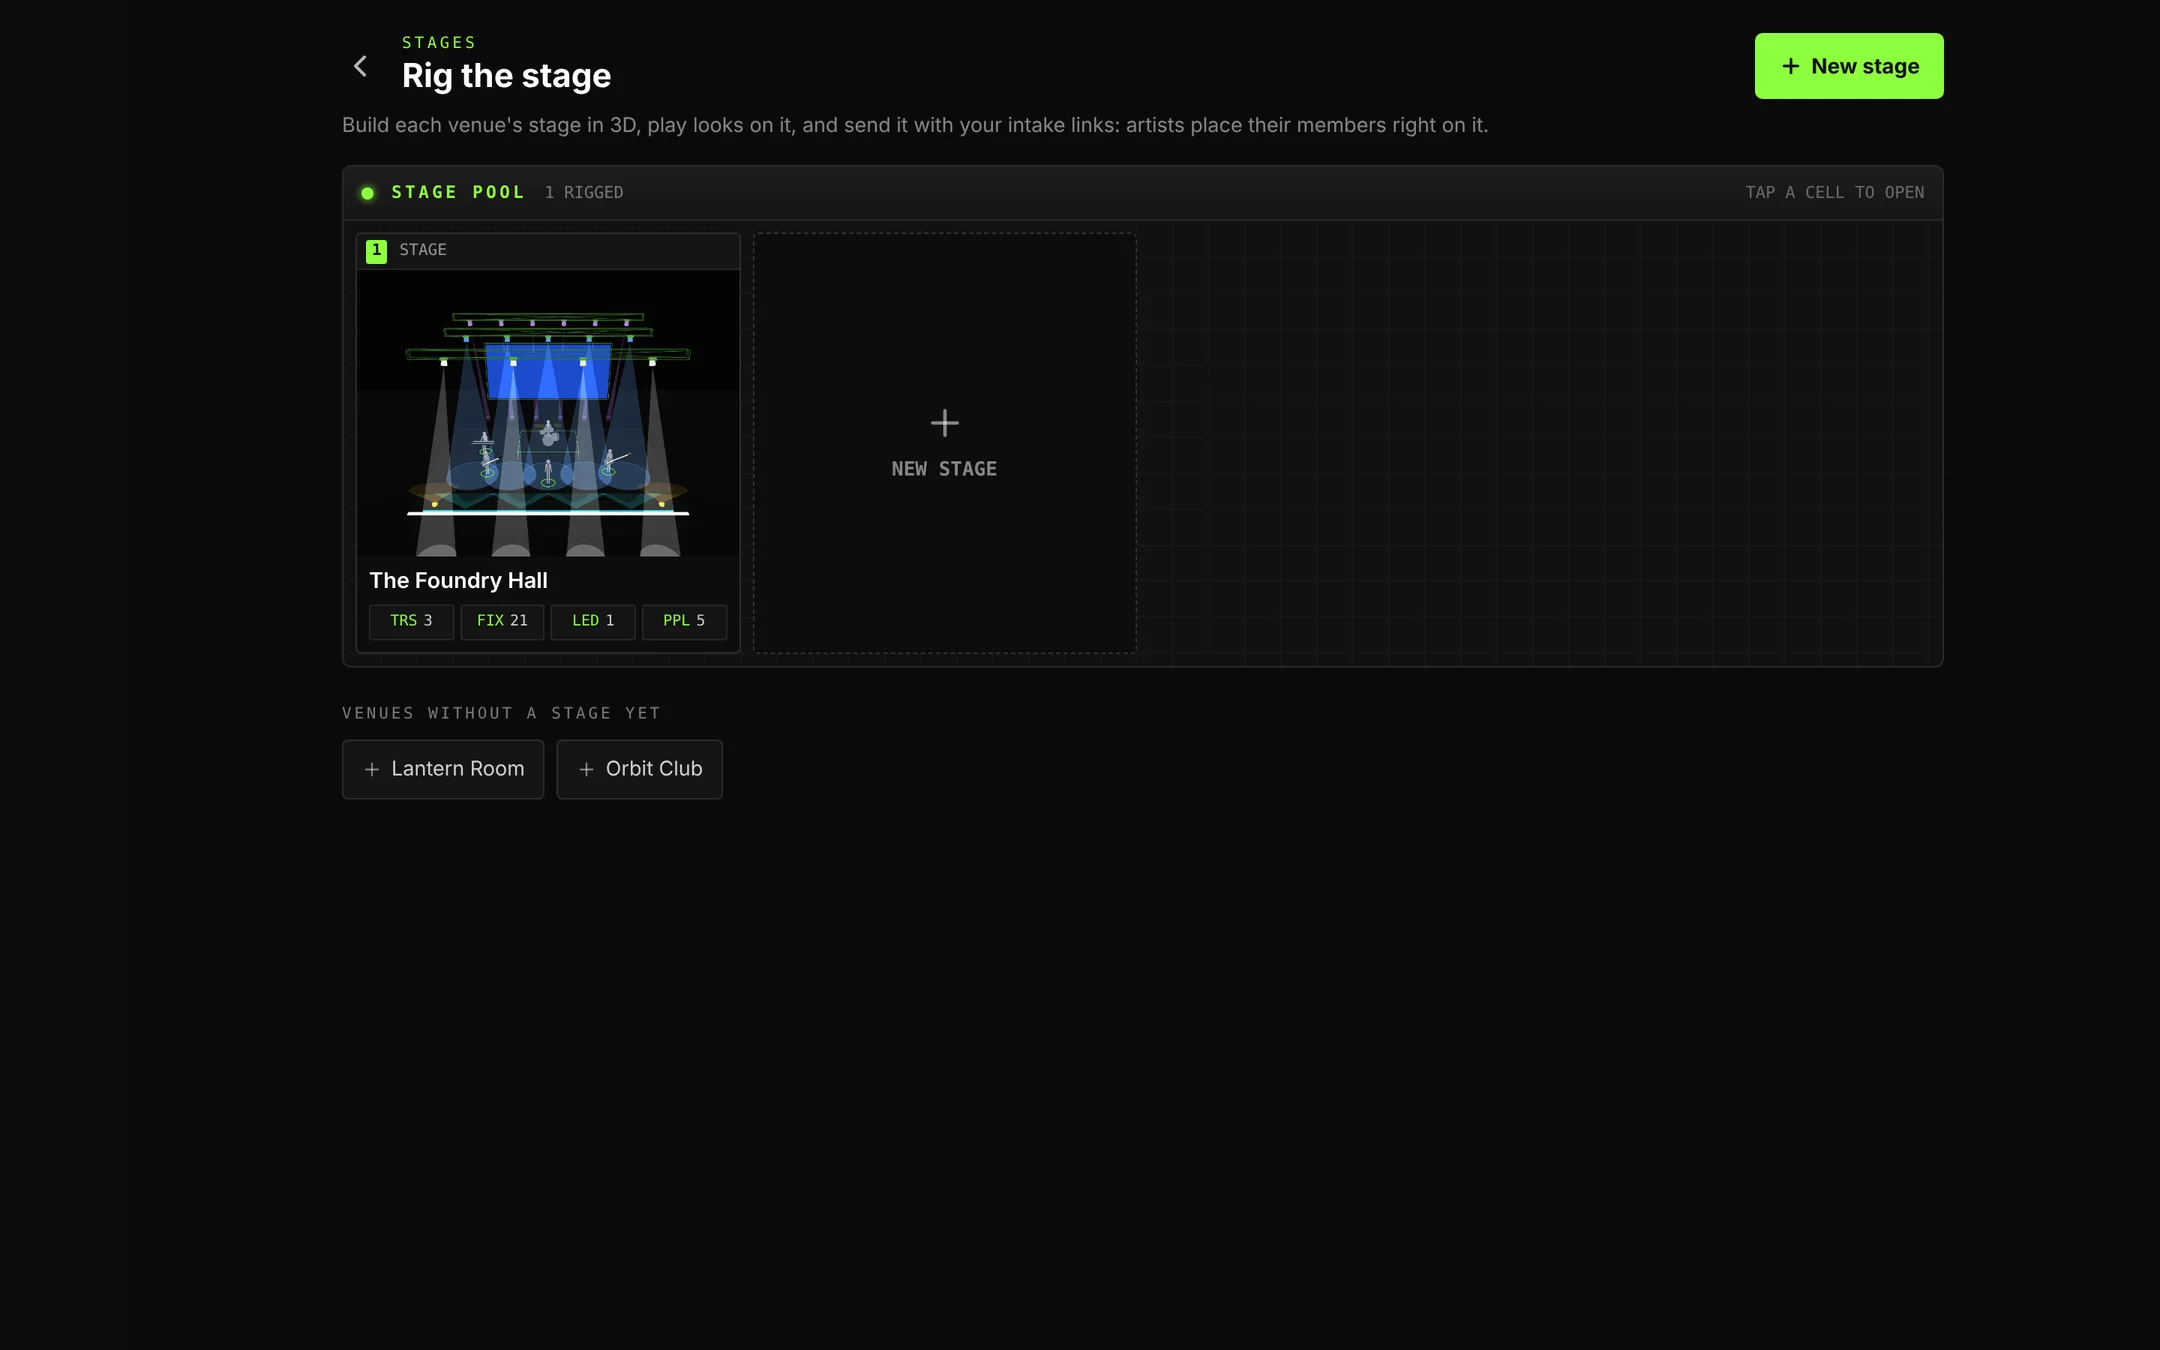 STAGES
Rig the stage
+ New stage
Build each venue's stage in 3D, play looks on it, and send it with your intake links: artists place their members right on it.
STAGE POOL 1 RIGGED
TAP A CELL TO OPEN
1 STAGE
The Foundry Hall
TRS 3 FIX 21 LED 1 PPL 5
+
NEW STAGE
VENUES WITHOUT A STAGE YET
+ Lantern Room
+ Orbit Club